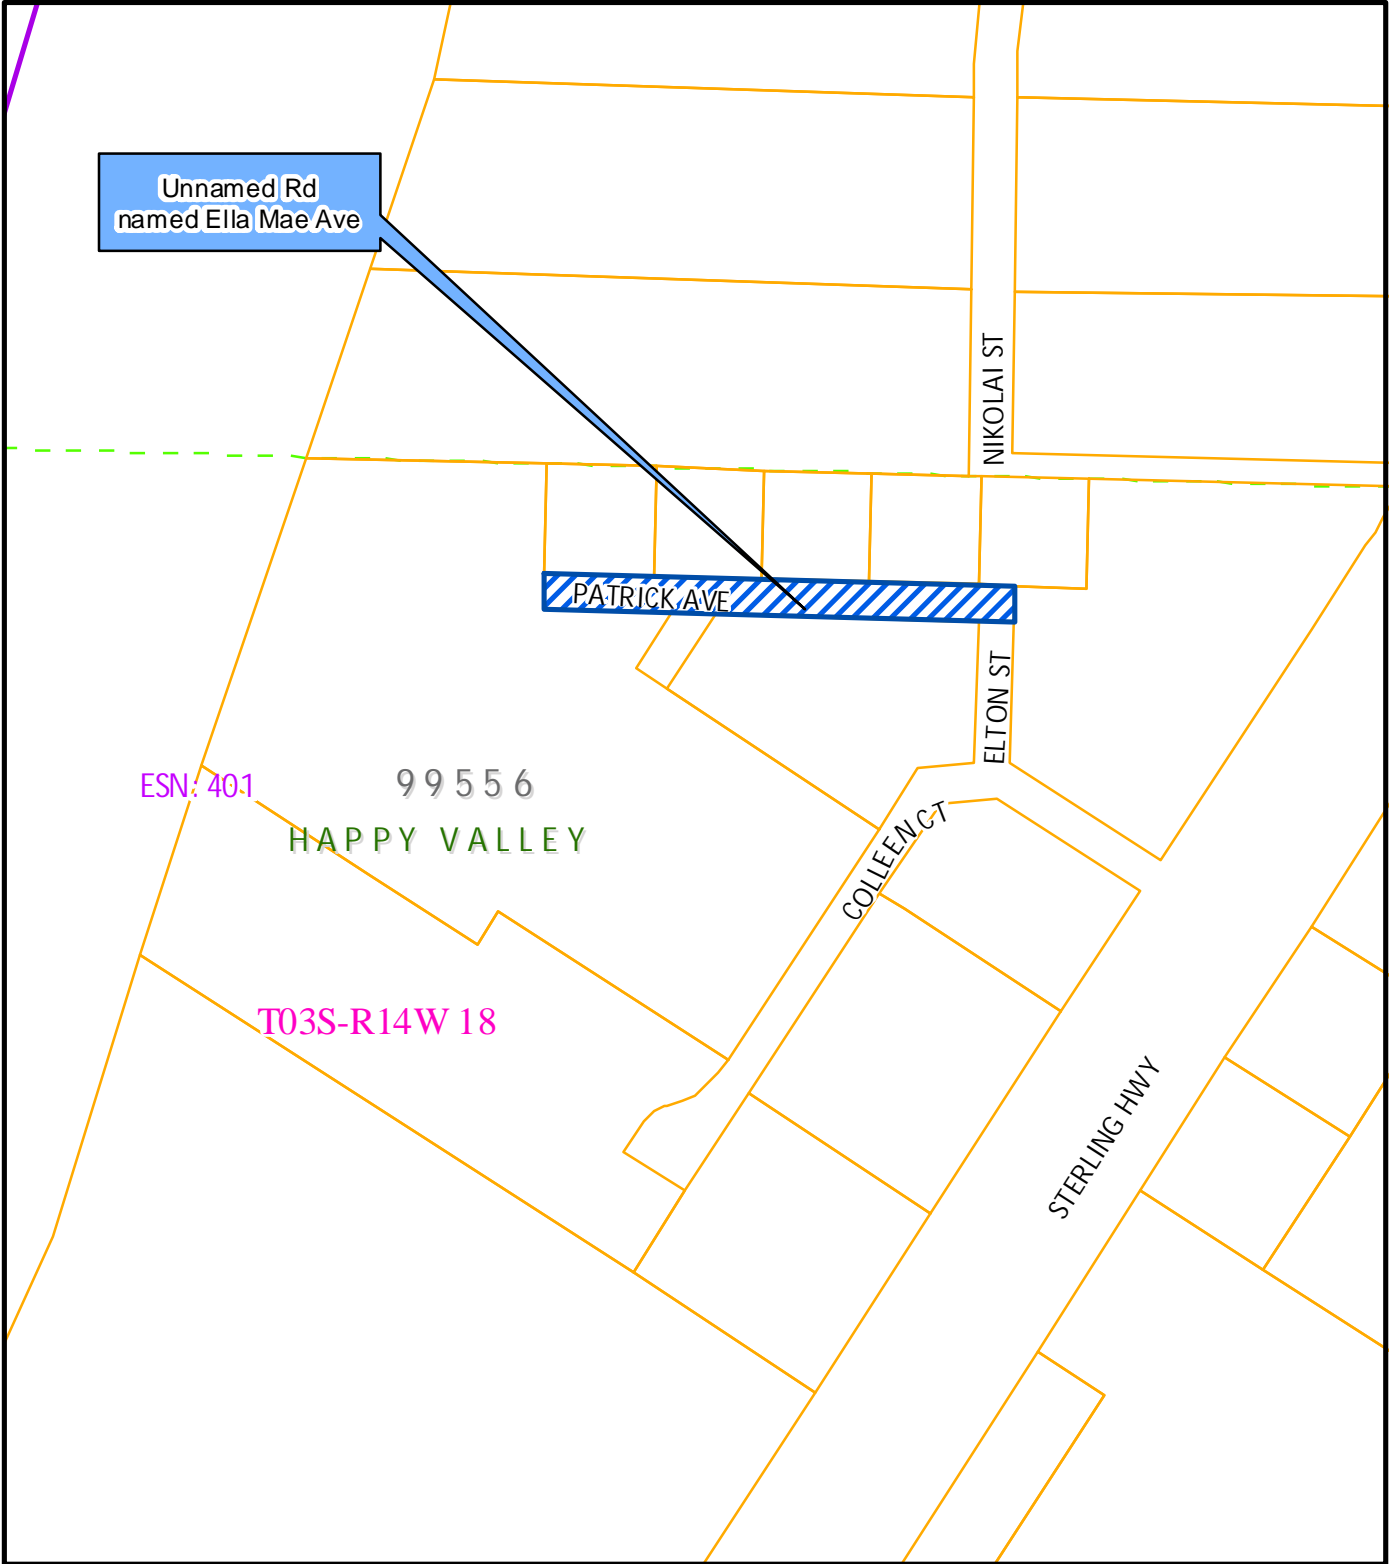 Unnamed Rd
named Ella Mae Ave
NIKOLAI ST
PATRICK AVE
ELTON ST
ESN: 401
99556
HAPPY VALLEY
COLLEEN CT
T03S-R14W 18
STERLING HWY